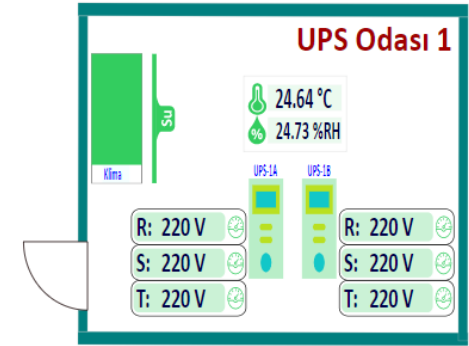 UPS Odası 1
24.64 °C
Su
% 24.73 %RH
Klima
UPS-1A
UPS-1B
R: 220 V
R: 220 V
S: 220 V
S: 220 V
T: 220 V
T: 220 V